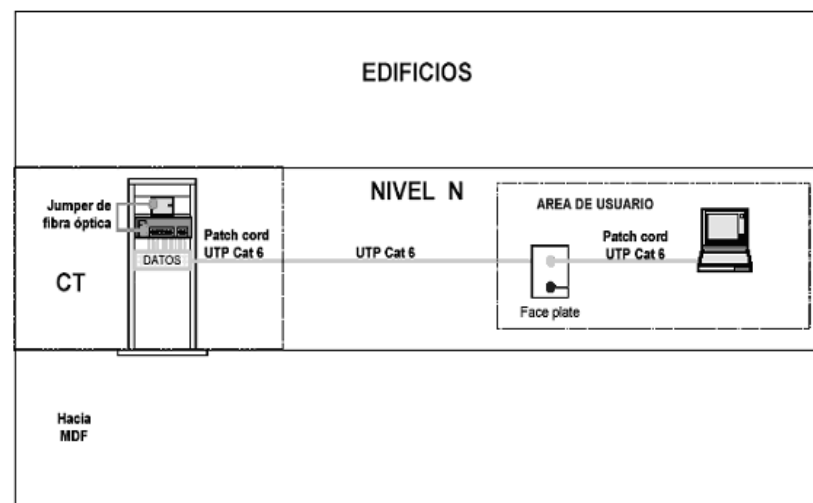 EDIFICIOS
NIVEL N
Jumper de
fibra óptica
Patch cord
UTP Cat 6
DATOS
CT
UTP Cat 6
AREA DE USUARIO
Patch cord
UTP Cat 6
Face plate
Hacia
MDF